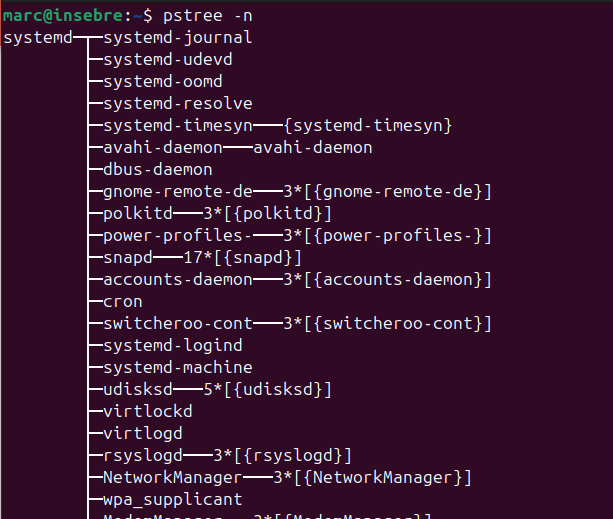 marc@insebre:~$ pstree -n
systemd─┬─systemd-journal
        ├─systemd-udevd
        ├─systemd-oomd
        ├─systemd-resolve
        ├─systemd-timesyn───{systemd-timesyn}
        ├─avahi-daemon───avahi-daemon
        ├─dbus-daemon
        ├─gnome-remote-de───3*[{gnome-remote-de}]
        ├─polkitd───3*[{polkitd}]
        ├─power-profiles-───3*[{power-profiles-}]
        ├─snapd───17*[{snapd}]
        ├─accounts-daemon───3*[{accounts-daemon}]
        ├─cron
        ├─switcheroo-cont───3*[{switcheroo-cont}]
        ├─systemd-logind
        ├─systemd-machine
        ├─udisksd───5*[{udisksd}]
        ├─virtlockd
        ├─virtlogd
        ├─rsyslogd───3*[{rsyslogd}]
        ├─NetworkManager───3*[{NetworkManager}]
        ├─wpa_supplicant
        ├─ModemManager───3*[{ModemManager}]